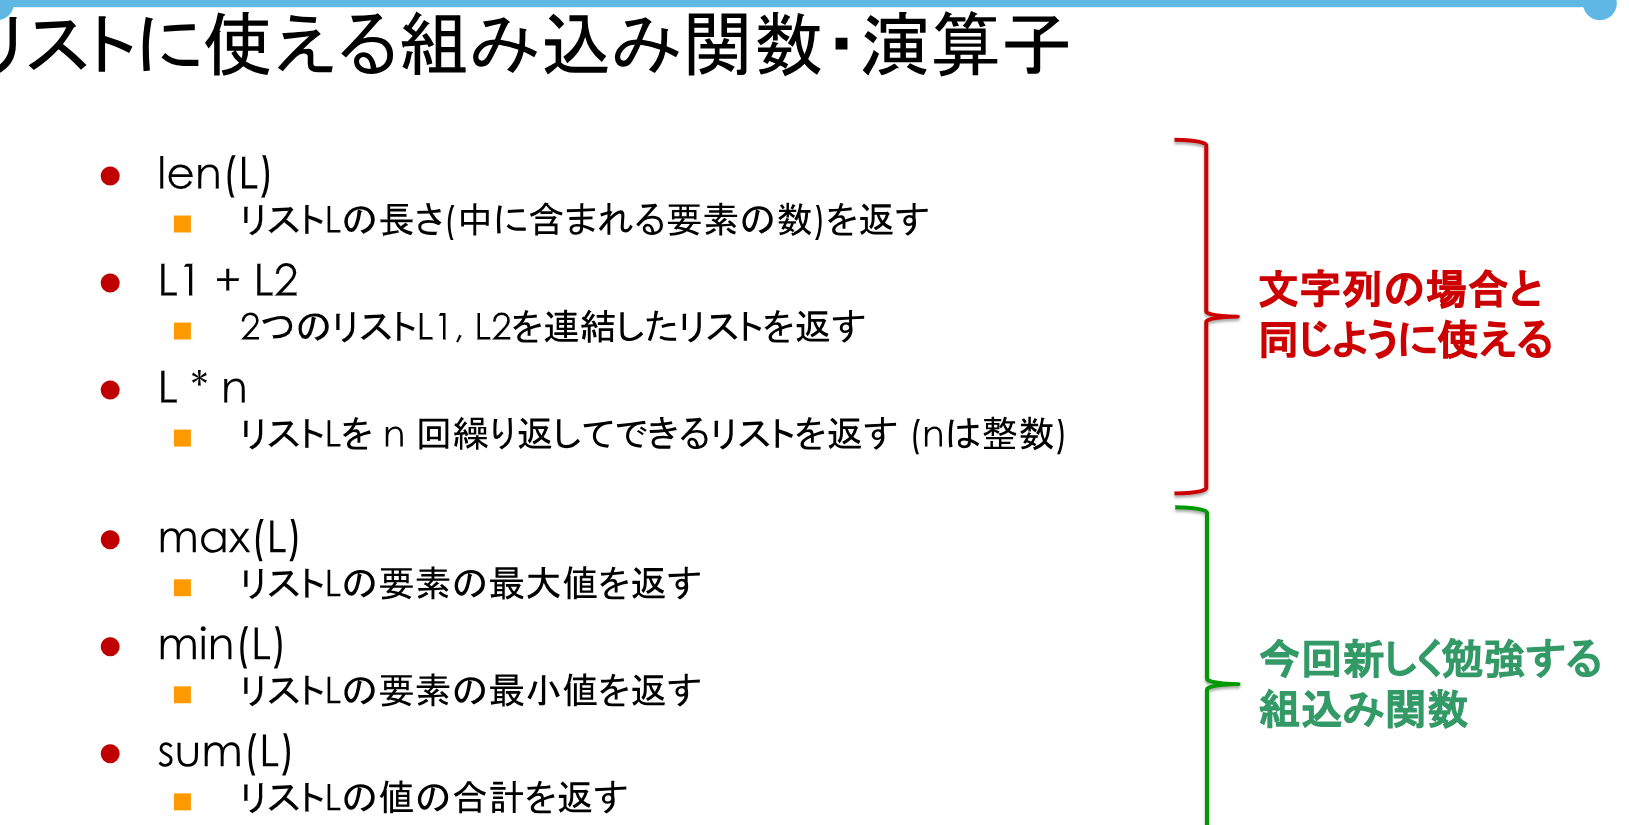 リストに使える組み込み関数・演算子
len(L)
リストLの長さ(中に含まれる要素の数)を返す
L1 + L2
2つのリストL1, L2を連結したリストを返す
L * n
リストLを n 回繰り返してできるリストを返す (nは整数)
文字列の場合と
同じように使える
max(L)
リストLの要素の最大値を返す
min(L)
リストLの要素の最小値を返す
sum(L)
リストLの値の合計を返す
今回新しく勉強する
組込み関数